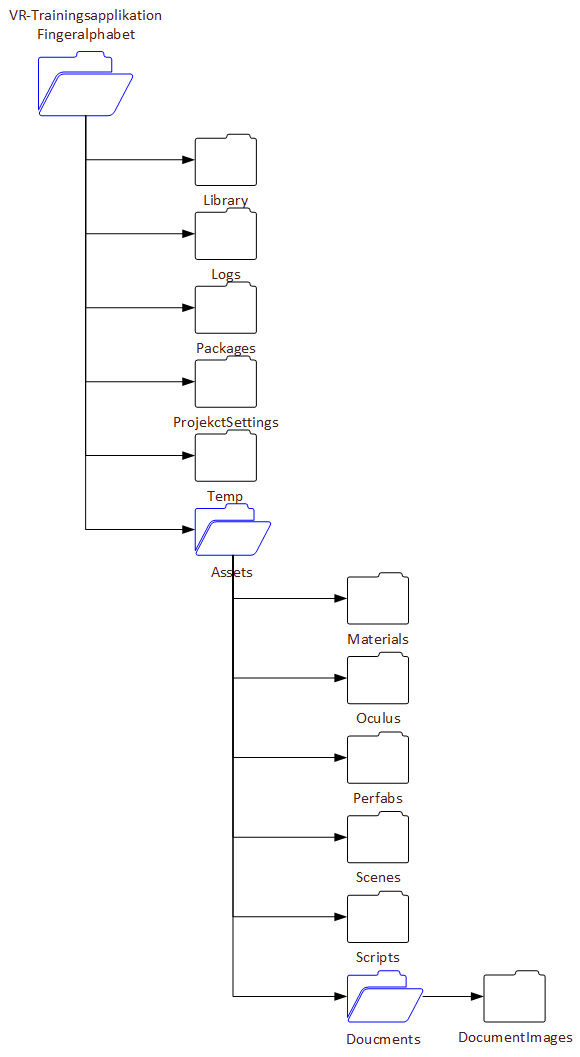 VR-Trainingsapplikation
Fingeralphabet
Library
Logs
Packages
ProjekctSettings
Temp
Assets
Materials
Oculus
Perfabs
Scenes
Scripts
Doucments
DocumentImages